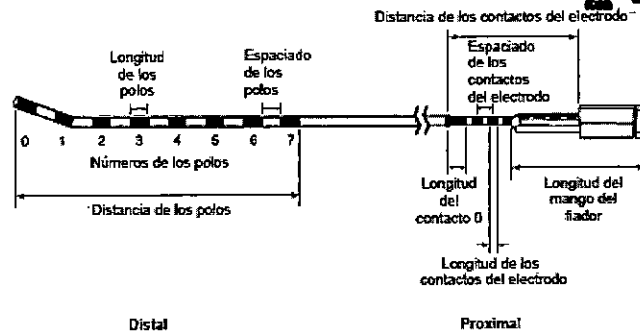 Distancia de los contactos del electrodo
Longitud
de los
polos
Espaciado
de los
polos
Espaciado
de los
contactos
del electrodo
0 1 2 3 4 5 6 7
Números de los polos
Distancia de los polos
Longitud
del
contacto 0
Longitud del
mango del
fiador
Longitud de los
contactos del electrodo
Distal
Proximal